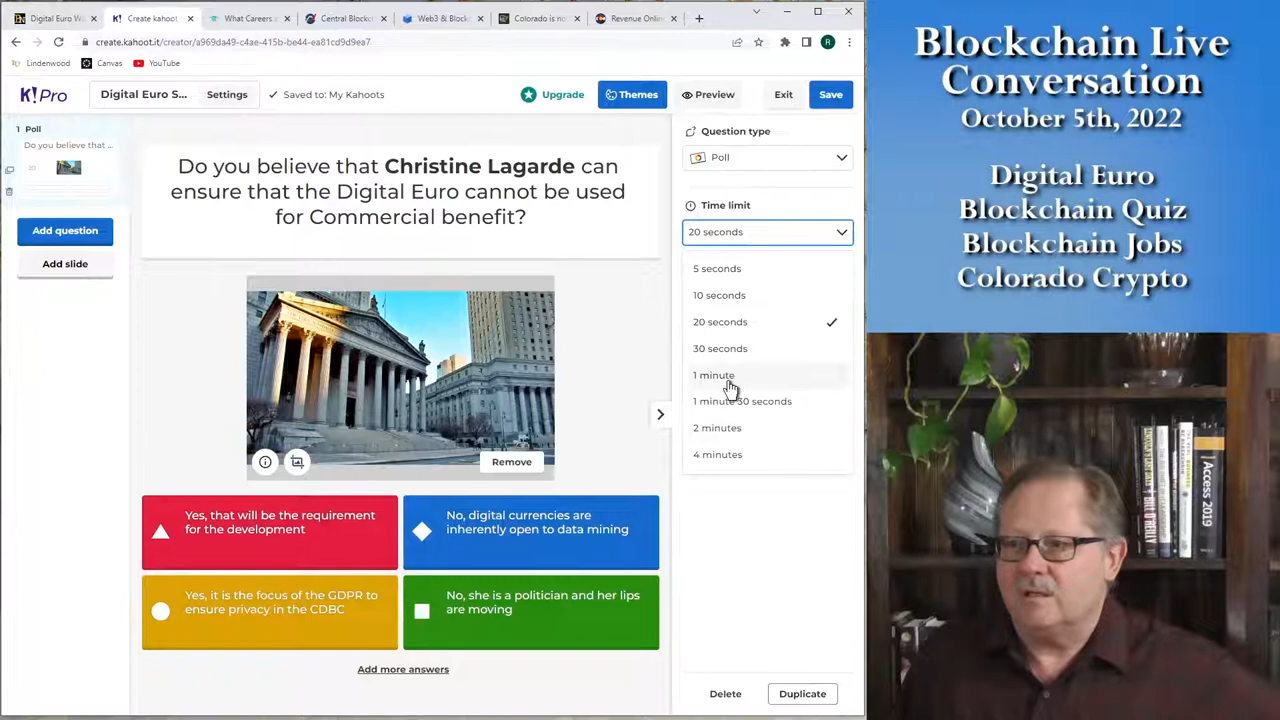 Digital Euro W
Create kahoot
What Careers a
Central Blockc
Web3 & Block
Colorado is no
Revenue Online
create.kahoot.it/creator/a969da49-c4ae-415b-be44-ea81cd9d9ea7
R
Lindenwood
Canvas
YouTube
K!Pro
Digital Euro S...
Settings
Saved to: My Kahoots
Upgrade
Themes
Preview
Exit
Save
1 Poll
Do you believe that ...
Add question
Add slide
Do you believe that Christine Lagarde can
ensure that the Digital Euro cannot be used
for Commercial benefit?
Remove
Yes, that will be the requirement
for the development
No, digital currencies are
inherently open to data mining
Yes, it is the focus of the GDPR to
ensure privacy in the CDBC
No, she is a politician and her lips
are moving
Add more answers
Question type
Poll
Time limit
20 seconds
5 seconds
10 seconds
20 seconds
30 seconds
1 minute
1 minute 30 seconds
2 minutes
4 minutes
Delete
Duplicate
Blockchain Live
Conversation
October 5th, 2022
Digital Euro
Blockchain Quiz
Blockchain Jobs
Colorado Crypto
Access 2019
O'REILLY